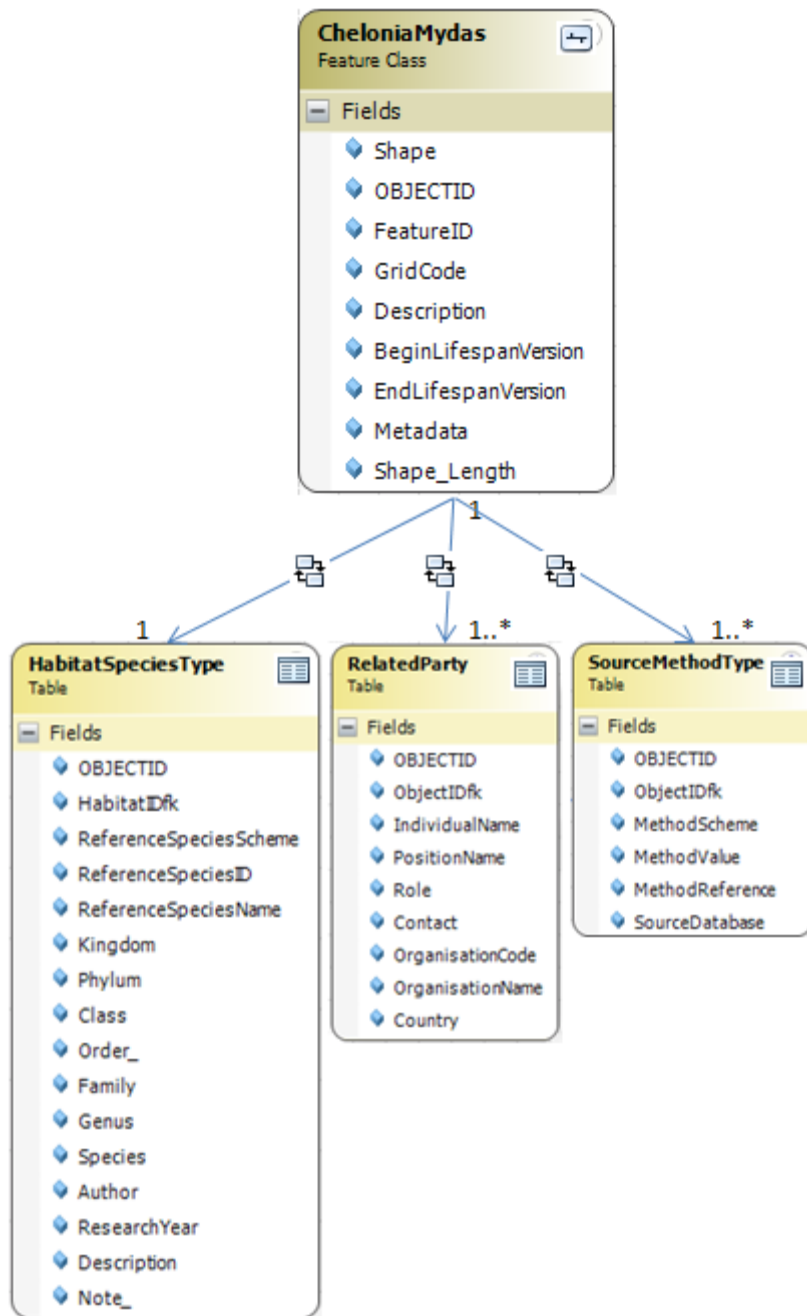 CheloniaMydas
Feature Class
Fields
Shape
OBJECTID
FeatureID
GridCode
Description
BeginLifespanVersion
EndLifespanVersion
Metadata
Shape_Length
1
1
1..*
1..*
HabitatSpeciesType
Table
Fields
OBJECTID
HabitatIDfk
ReferenceSpeciesScheme
ReferenceSpeciesID
ReferenceSpeciesName
Kingdom
Phylum
Class
Order_
Family
Genus
Species
Author
ResearchYear
Description
Note_
RelatedParty
Table
Fields
OBJECTID
ObjectIDfk
IndividualName
PositionName
Role
Contact
OrganisationCode
OrganisationName
Country
SourceMethodType
Table
Fields
OBJECTID
ObjectIDfk
MethodScheme
MethodValue
MethodReference
SourceDatabase